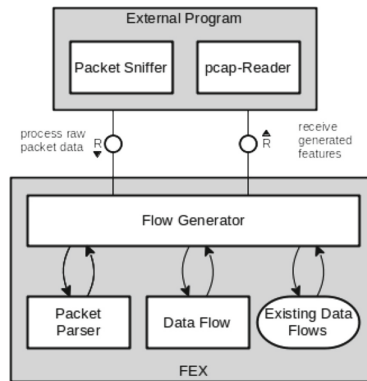 External Program
Packet Sniffer
pcap-Reader
process raw
packet data
R
R
receive
generated
features
Flow Generator
Packet
Parser
Data Flow
Existing Data
Flows
FEX